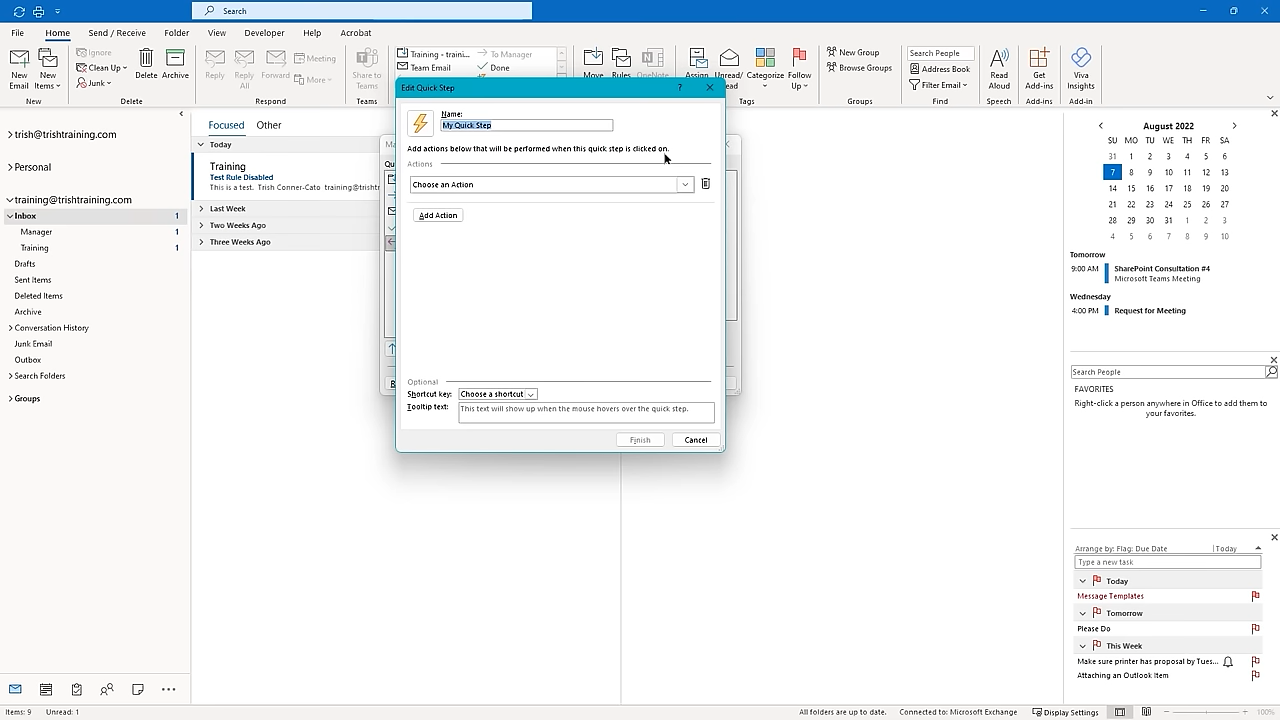 Search
File Home Send / Receive Folder View Developer Help Acrobat
New Email
New Items
Ignore
Clean Up
Junk
Delete
Archive
Reply
Reply All
Forward
Meeting
More
Share to Teams
Training - traini...
Team Email
To Manager
Done
Move
Rules
OneNote
Assign
Unread/ Read
Categorize
Follow Up
New Group
Browse Groups
Search People
Address Book
Filter Email
Read Aloud
Get Add-ins
Viva Insights
New Delete Respond Teams Tags Groups Find Speech Add-ins Add-in
trish@trishtraining.com
Personal
training@trishtraining.com
Inbox 1
Manager 1
Training 1
Drafts
Sent Items
Deleted Items
Archive
Conversation History
Junk Email
Outbox
Search Folders
Groups
Focused Other
Today
Training
Test Rule Disabled
This is a test. Trish Conner-Cato training@trisht
Last Week
Two Weeks Ago
Three Weeks Ago
Edit Quick Step
?
Name:
My Quick Step
Add actions below that will be performed when this quick step is clicked on.
Actions
Choose an Action
Add Action
Optional
Shortcut key: Choose a shortcut
Tooltip text: This text will show up when the mouse hovers over the quick step.
Finish Cancel
August 2022
SU MO TU WE TH FR SA
31 1 2 3 4 5 6
7 8 9 10 11 12 13
14 15 16 17 18 19 20
21 22 23 24 25 26 27
28 29 30 31 1 2 3
4 5 6 7 8 9 10
Tomorrow
9:00 AM SharePoint Consultation #4
Microsoft Teams Meeting
Wednesday
4:00 PM Request for Meeting
Search People
FAVORITES
Right-click a person anywhere in Office to add them to
your favorites.
Arrange by: Flag: Due Date Today
Type a new task
Today
Message Templates
Tomorrow
Please Do
This Week
Make sure printer has proposal by Tues...
Attaching an Outlook Item
Items: 9 Unread: 1
All folders are up to date. Connected to: Microsoft Exchange Display Settings 100%